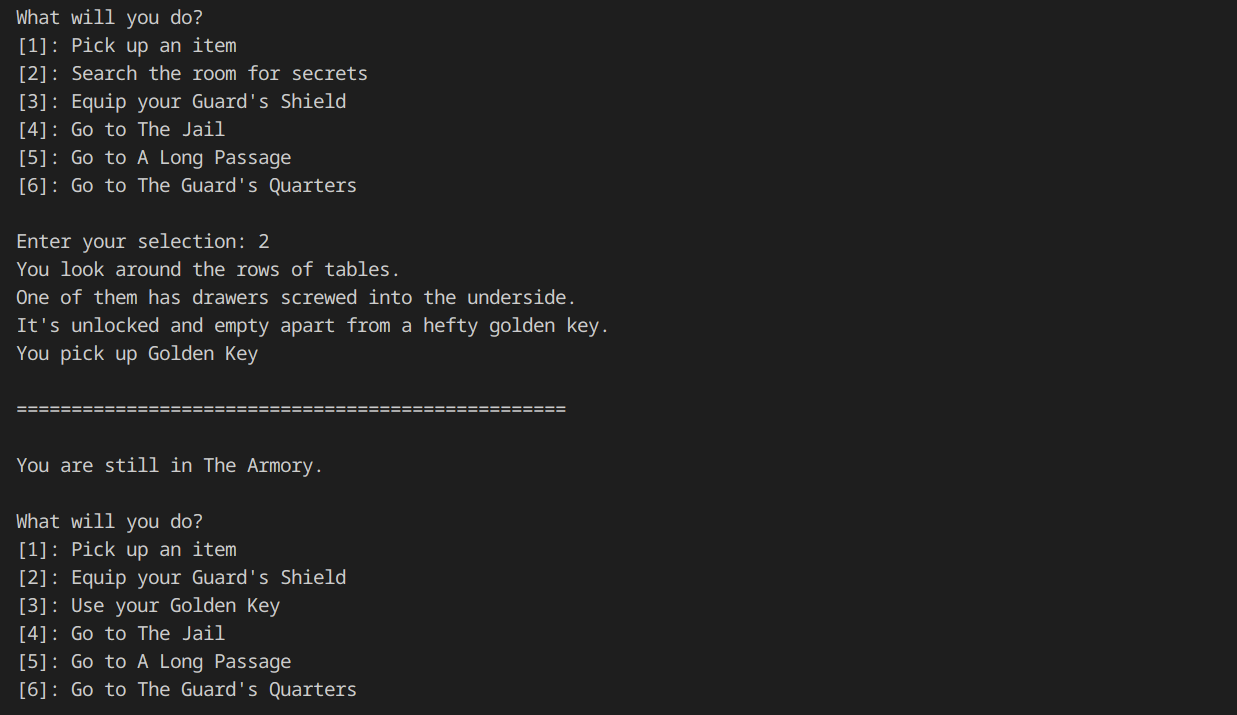 What will you do?
[1]: Pick up an item
[2]: Search the room for secrets
[3]: Equip your Guard's Shield
[4]: Go to The Jail
[5]: Go to A Long Passage
[6]: Go to The Guard's Quarters
Enter your selection: 2
You look around the rows of tables.
One of them has drawers screwed into the underside.
It's unlocked and empty apart from a hefty golden key.
You pick up Golden Key
==================================================
You are still in The Armory.
What will you do?
[1]: Pick up an item
[2]: Equip your Guard's Shield
[3]: Use your Golden Key
[4]: Go to The Jail
[5]: Go to A Long Passage
[6]: Go to The Guard's Quarters